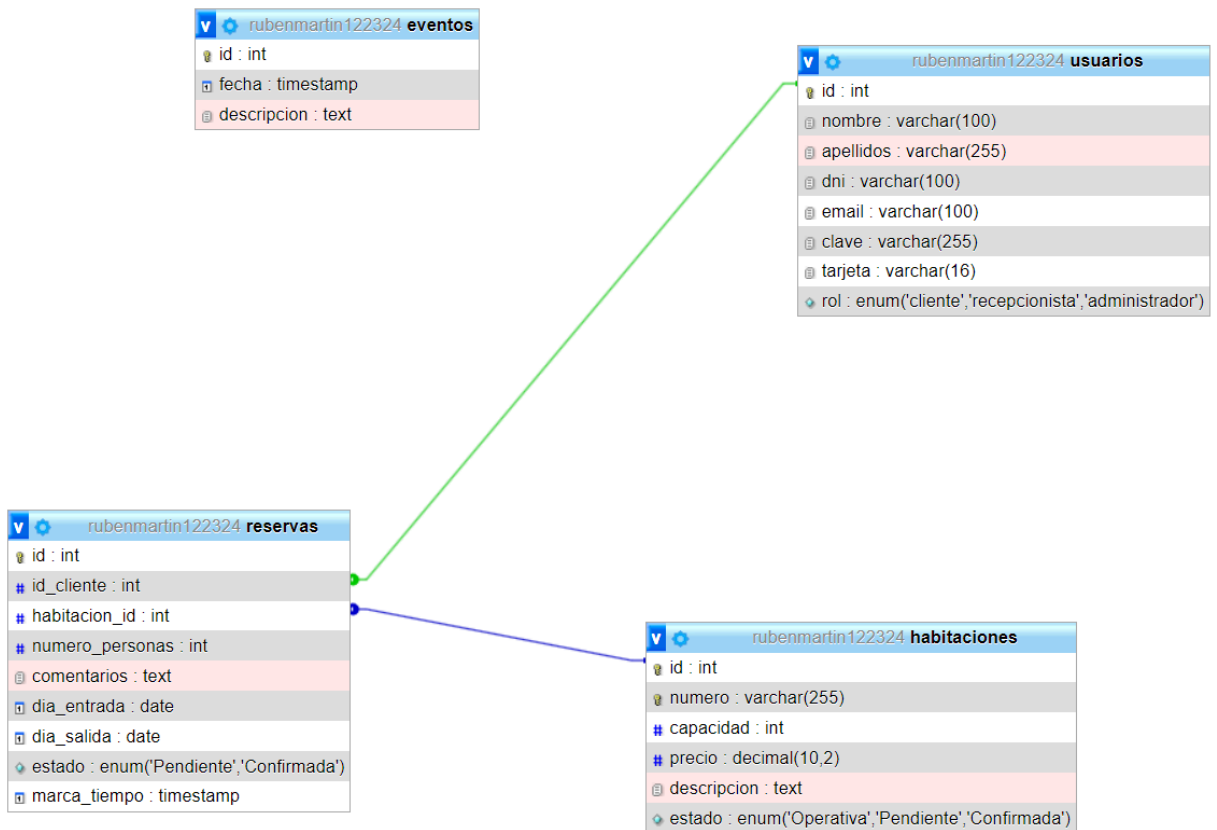 rubenmartin122324 eventos
id : int
fecha : timestamp
descripcion : text
rubenmartin122324 usuarios
id : int
nombre : varchar(100)
apellidos : varchar(255)
dni : varchar(100)
email : varchar(100)
clave : varchar(255)
tarjeta : varchar(16)
rol : enum('cliente','recepcionista','administrador')
rubenmartin122324 reservas
id : int
id_cliente : int
habitacion_id : int
numero_personas : int
comentarios : text
dia_entrada : date
dia_salida : date
estado : enum('Pendiente','Confirmada')
marca_tiempo : timestamp
rubenmartin122324 habitaciones
id : int
numero : varchar(255)
capacidad : int
precio : decimal(10,2)
descripcion : text
estado : enum('Operativa','Pendiente','Confirmada')